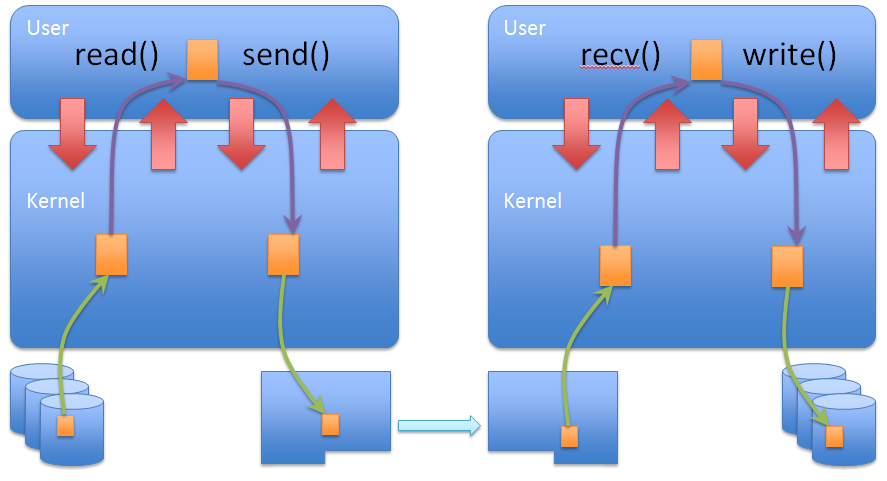 User
read() send()
Kernel
User
recv() write()
Kernel